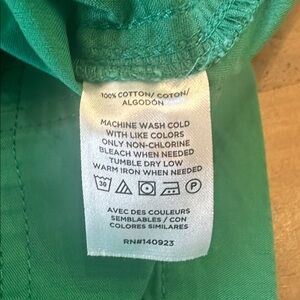 100% COTTON/ COTON/
ALGODÓN
MACHINE WASH COLD
WITH LIKE COLORS
ONLY NON-CHLORINE
BLEACH WHEN NEEDED
TUMBLE DRY LOW
WARM IRON WHEN NEEDED
30 P
AVEC DES COULEURS
SEMBLABLES / CON
COLORES SIMILARES
RN#140923